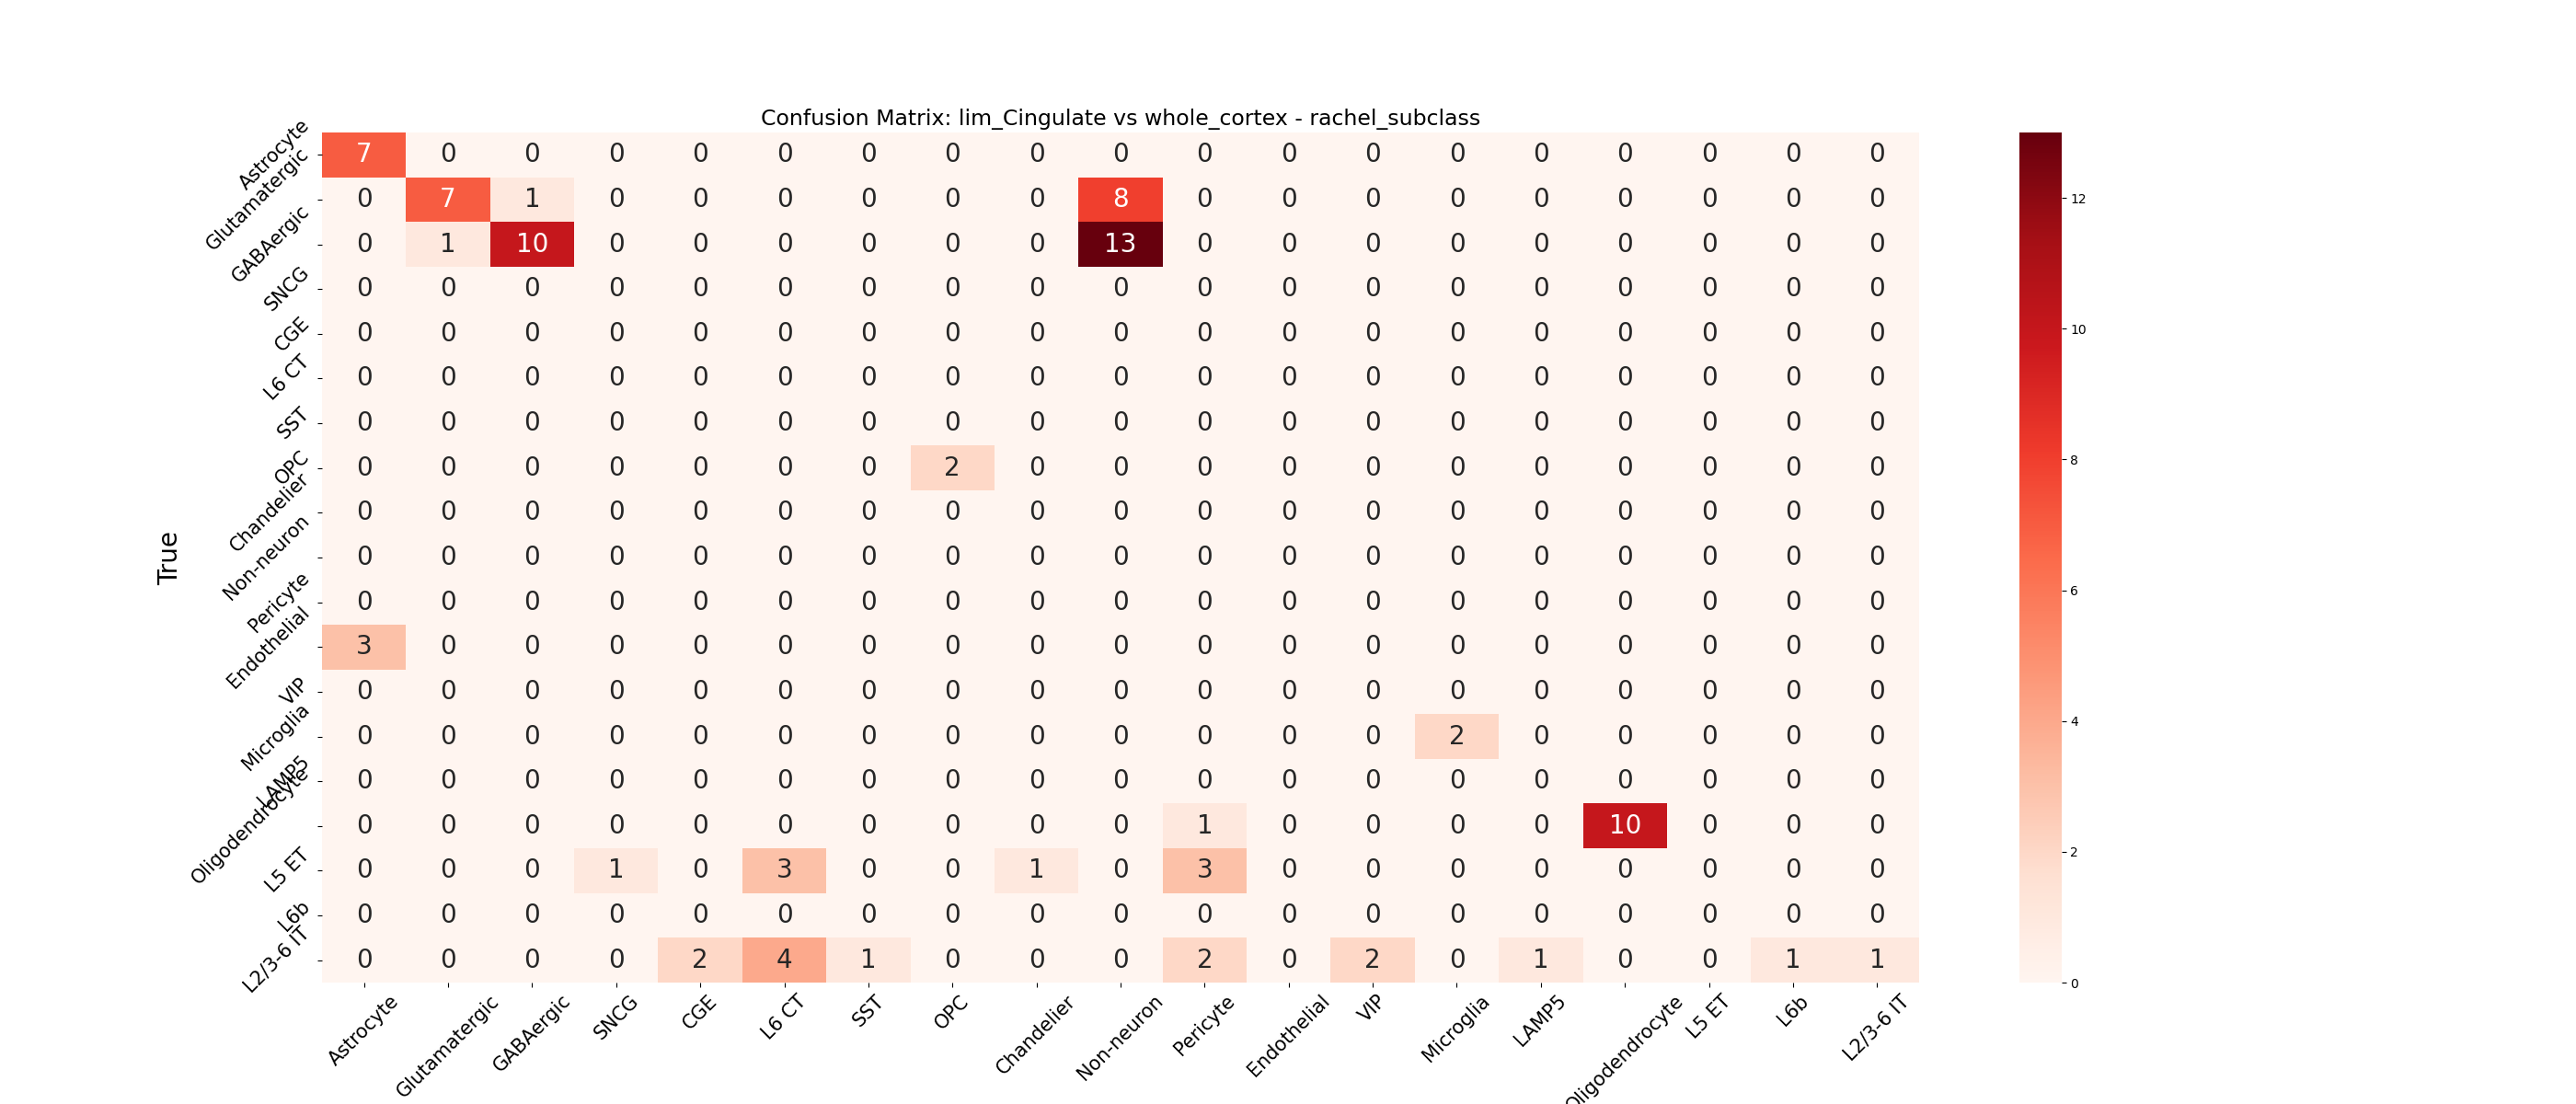 Confusion Matrix: lim_Cingulate vs whole_cortex - rachel_subclass
True
Astrocyte 7 0 0 0 0 0 0 0 0 0 0 0 0 0 0 0 0 0 0
Glutamatergic 0 7 1 0 0 0 0 0 0 8 0 0 0 0 0 0 0 0 0
GABAergic 0 1 10 0 0 0 0 0 0 13 0 0 0 0 0 0 0 0 0
SNCG 0 0 0 0 0 0 0 0 0 0 0 0 0 0 0 0 0 0 0
CGE 0 0 0 0 0 0 0 0 0 0 0 0 0 0 0 0 0 0 0
L6 CT 0 0 0 0 0 0 0 0 0 0 0 0 0 0 0 0 0 0 0
SST 0 0 0 0 0 0 0 0 0 0 0 0 0 0 0 0 0 0 0
OPC 0 0 0 0 0 0 0 2 0 0 0 0 0 0 0 0 0 0 0
Chandelier 0 0 0 0 0 0 0 0 0 0 0 0 0 0 0 0 0 0 0
Non-neuron 0 0 0 0 0 0 0 0 0 0 0 0 0 0 0 0 0 0 0
Pericyte 0 0 0 0 0 0 0 0 0 0 0 0 0 0 0 0 0 0 0
Endothelial 3 0 0 0 0 0 0 0 0 0 0 0 0 0 0 0 0 0 0
VIP 0 0 0 0 0 0 0 0 0 0 0 0 0 0 0 0 0 0 0
Microglia 0 0 0 0 0 0 0 0 0 0 0 0 0 2 0 0 0 0 0
LAMP5 0 0 0 0 0 0 0 0 0 0 0 0 0 0 0 0 0 0 0
Oligodendrocyte 0 0 0 0 0 0 0 0 0 0 1 0 0 0 0 10 0 0 0
L5 ET 0 0 0 1 0 3 0 0 1 0 3 0 0 0 0 0 0 0 0
L6b 0 0 0 0 0 0 0 0 0 0 0 0 0 0 0 0 0 0 0
L2/3-6 IT 0 0 0 0 2 4 1 0 0 0 2 0 2 0 1 0 0 1 1
Astrocyte Glutamatergic GABAergic SNCG CGE L6 CT SST OPC Chandelier Non-neuron Pericyte Endothelial VIP Microglia LAMP5 Oligodendrocyte L5 ET L6b L2/3-6 IT
12
10
8
6
4
2
0